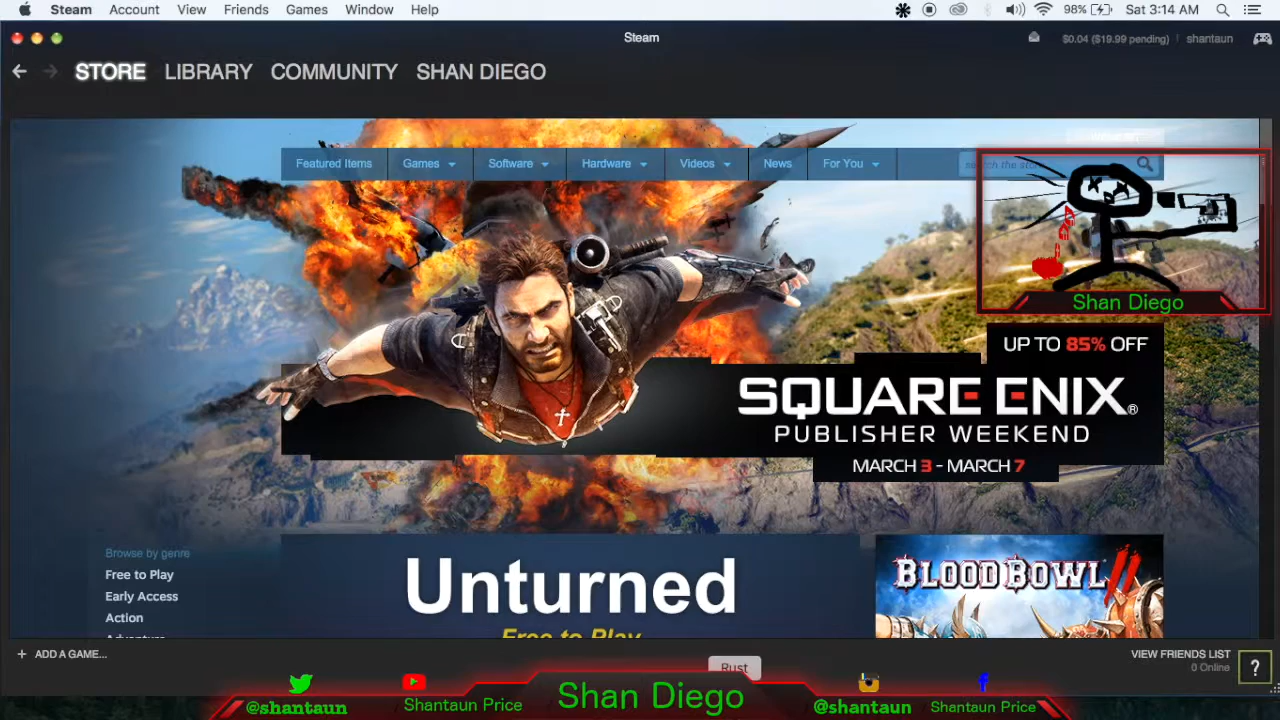 Steam Account View Friends Games Window Help 98% Sat 3:14 AM
Steam
$0.04 ($19.99 pending) shantaun
STORE LIBRARY COMMUNITY SHAN DIEGO
Featured Items Games Software Hardware Videos News For You search the store
Shan Diego
UP TO 85% OFF
SQUARE ENIX®
PUBLISHER WEEKEND
MARCH 3 - MARCH 7
Browse by genre
Free to Play
Early Access
Action
Adventure
Unturned
Free to Play
BLOOD BOWL II
+ ADD A GAME...
VIEW FRIENDS LIST
0 Online
?
Rust
@shantaun Shantaun Price Shan Diego @shantaun Shantaun Price